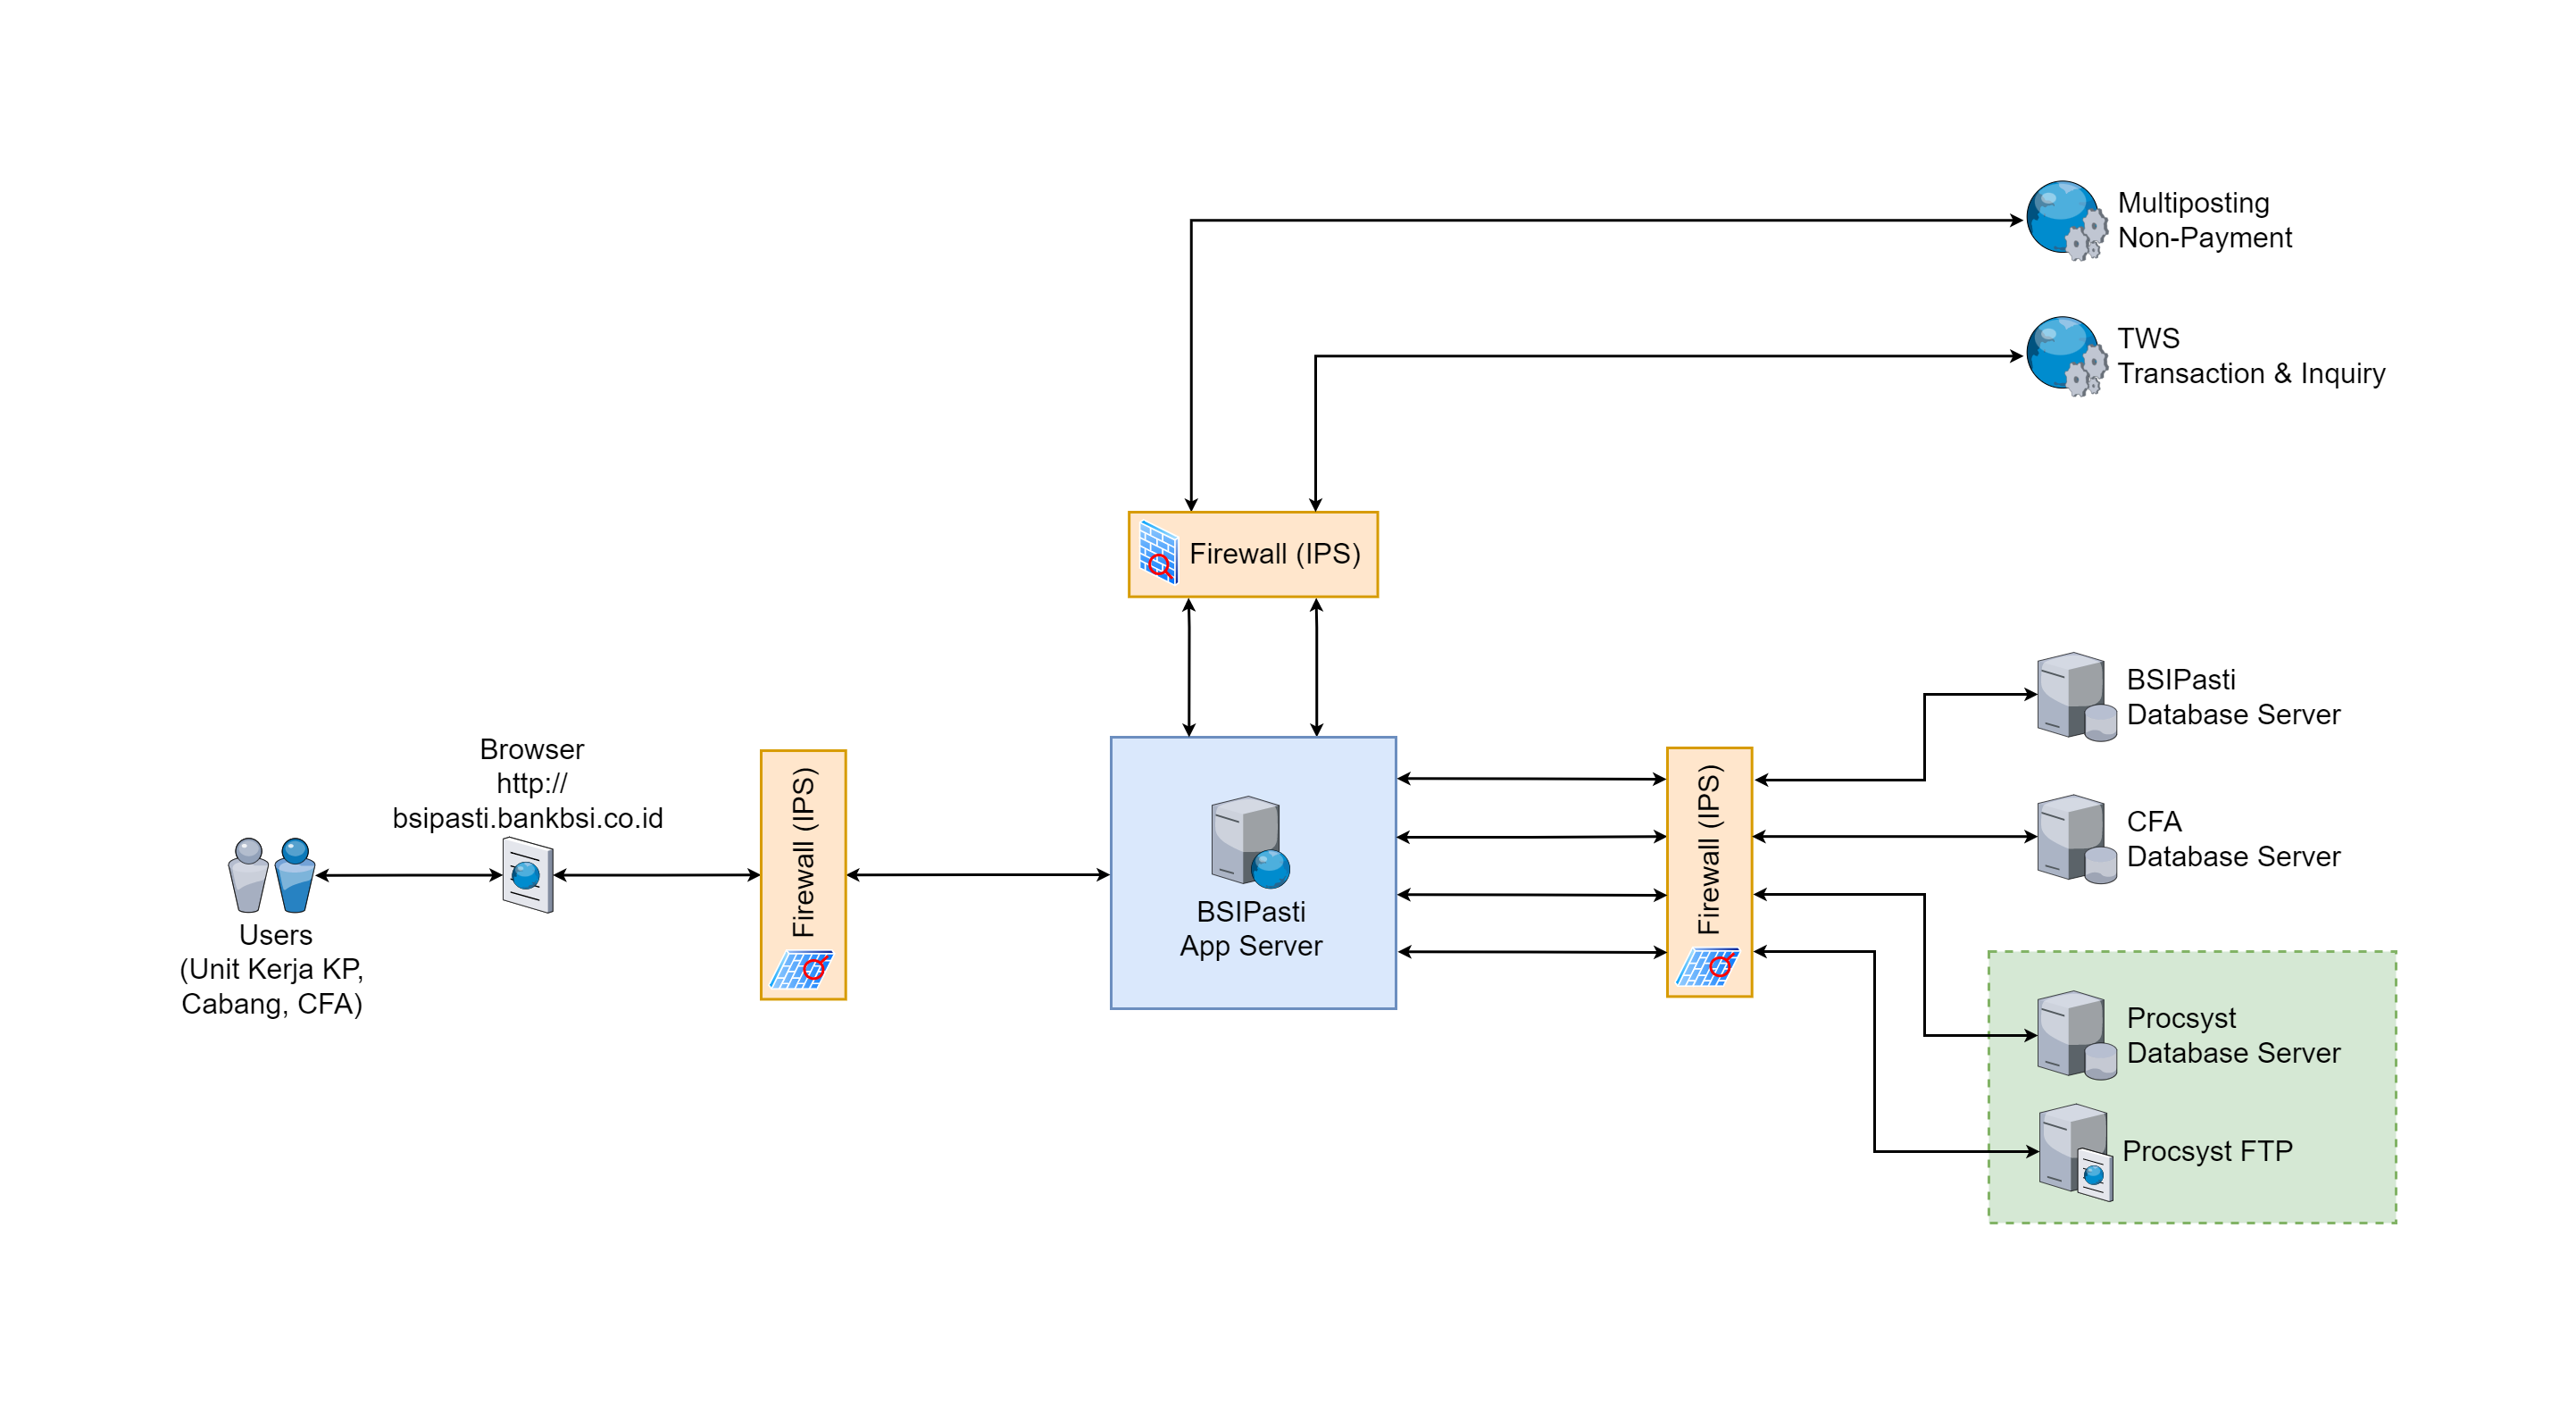 Multiposting
Non-Payment
TWS
Transaction & Inquiry
Firewall (IPS)
BSIPasti
Database Server
Browser
http://
bsipasti.bankbsi.co.id
Firewall (IPS)
Firewall (IPS)
CFA
Database Server
BSIPasti
App Server
Users
(Unit Kerja KP,
Cabang, CFA)
Procsyst
Database Server
Procsyst FTP